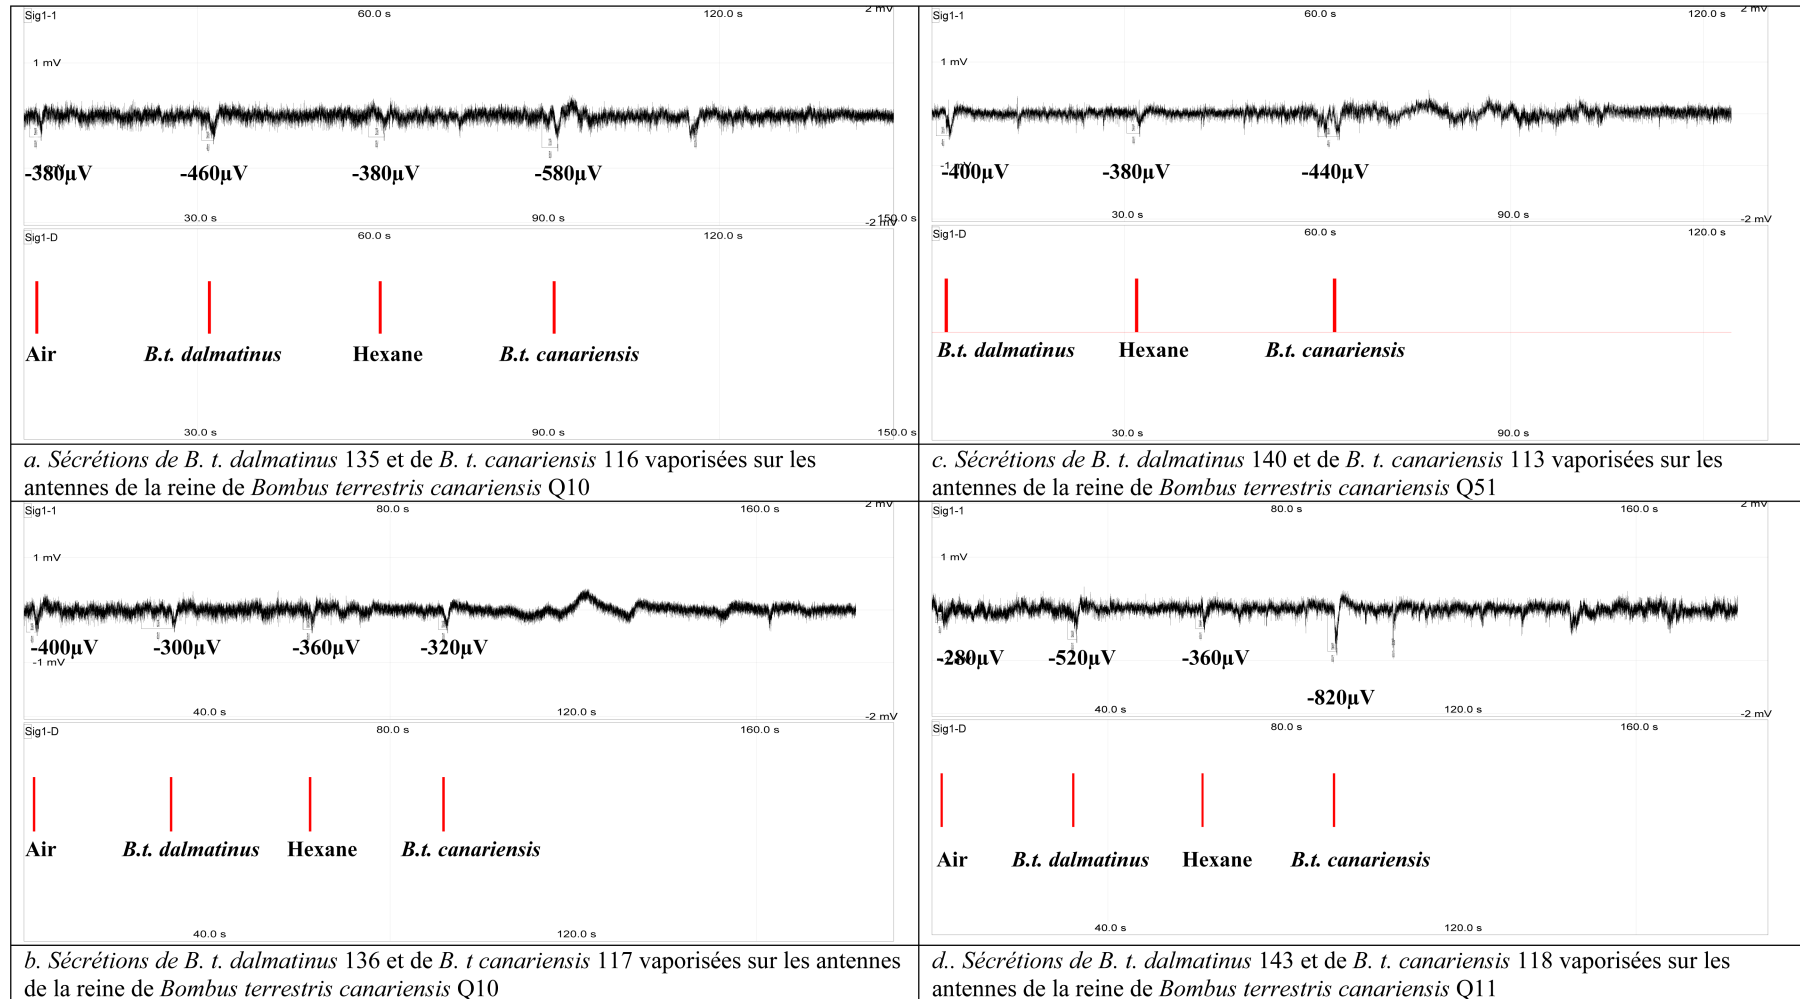 Sig1-1
60.0 s
120.0 s
2 mV
1 mV
-1 mV
-380µV
-460µV
-380µV
-580µV
30.0 s
90.0 s
150.0 s
-2 mV
Sig1-D
60.0 s
120.0 s
Air
B.t. dalmatinus
Hexane
B.t. canariensis
30.0 s
90.0 s
150.0 s
a. Sécrétions de B. t. dalmatinus 135 et de B. t. canariensis 116 vaporisées sur les
antennes de la reine de Bombus terrestris canariensis Q10
Sig1-1
60.0 s
120.0 s
2 mV
1 mV
-1 mV
-400µV
-380µV
-440µV
30.0 s
90.0 s
-2 mV
Sig1-D
60.0 s
120.0 s
B.t. dalmatinus
Hexane
B.t. canariensis
30.0 s
90.0 s
c. Sécrétions de B. t. dalmatinus 140 et de B. t. canariensis 113 vaporisées sur les
antennes de la reine de Bombus terrestris canariensis Q51
Sig1-1
80.0 s
160.0 s
2 mV
1 mV
-400µV
-300µV
-360µV
-320µV
-1 mV
40.0 s
120.0 s
-2 mV
Sig1-D
80.0 s
160.0 s
Air
B.t. dalmatinus
Hexane
B.t. canariensis
40.0 s
120.0 s
b. Sécrétions de B. t. dalmatinus 136 et de B. t canariensis 117 vaporisées sur les antennes
de la reine de Bombus terrestris canariensis Q10
Sig1-1
80.0 s
160.0 s
2 mV
1 mV
-280µV
-520µV
-360µV
-820µV
40.0 s
120.0 s
-2 mV
Sig1-D
80.0 s
160.0 s
Air
B.t. dalmatinus
Hexane
B.t. canariensis
40.0 s
120.0 s
d.. Sécrétions de B. t. dalmatinus 143 et de B. t. canariensis 118 vaporisées sur les
antennes de la reine de Bombus terrestris canariensis Q11